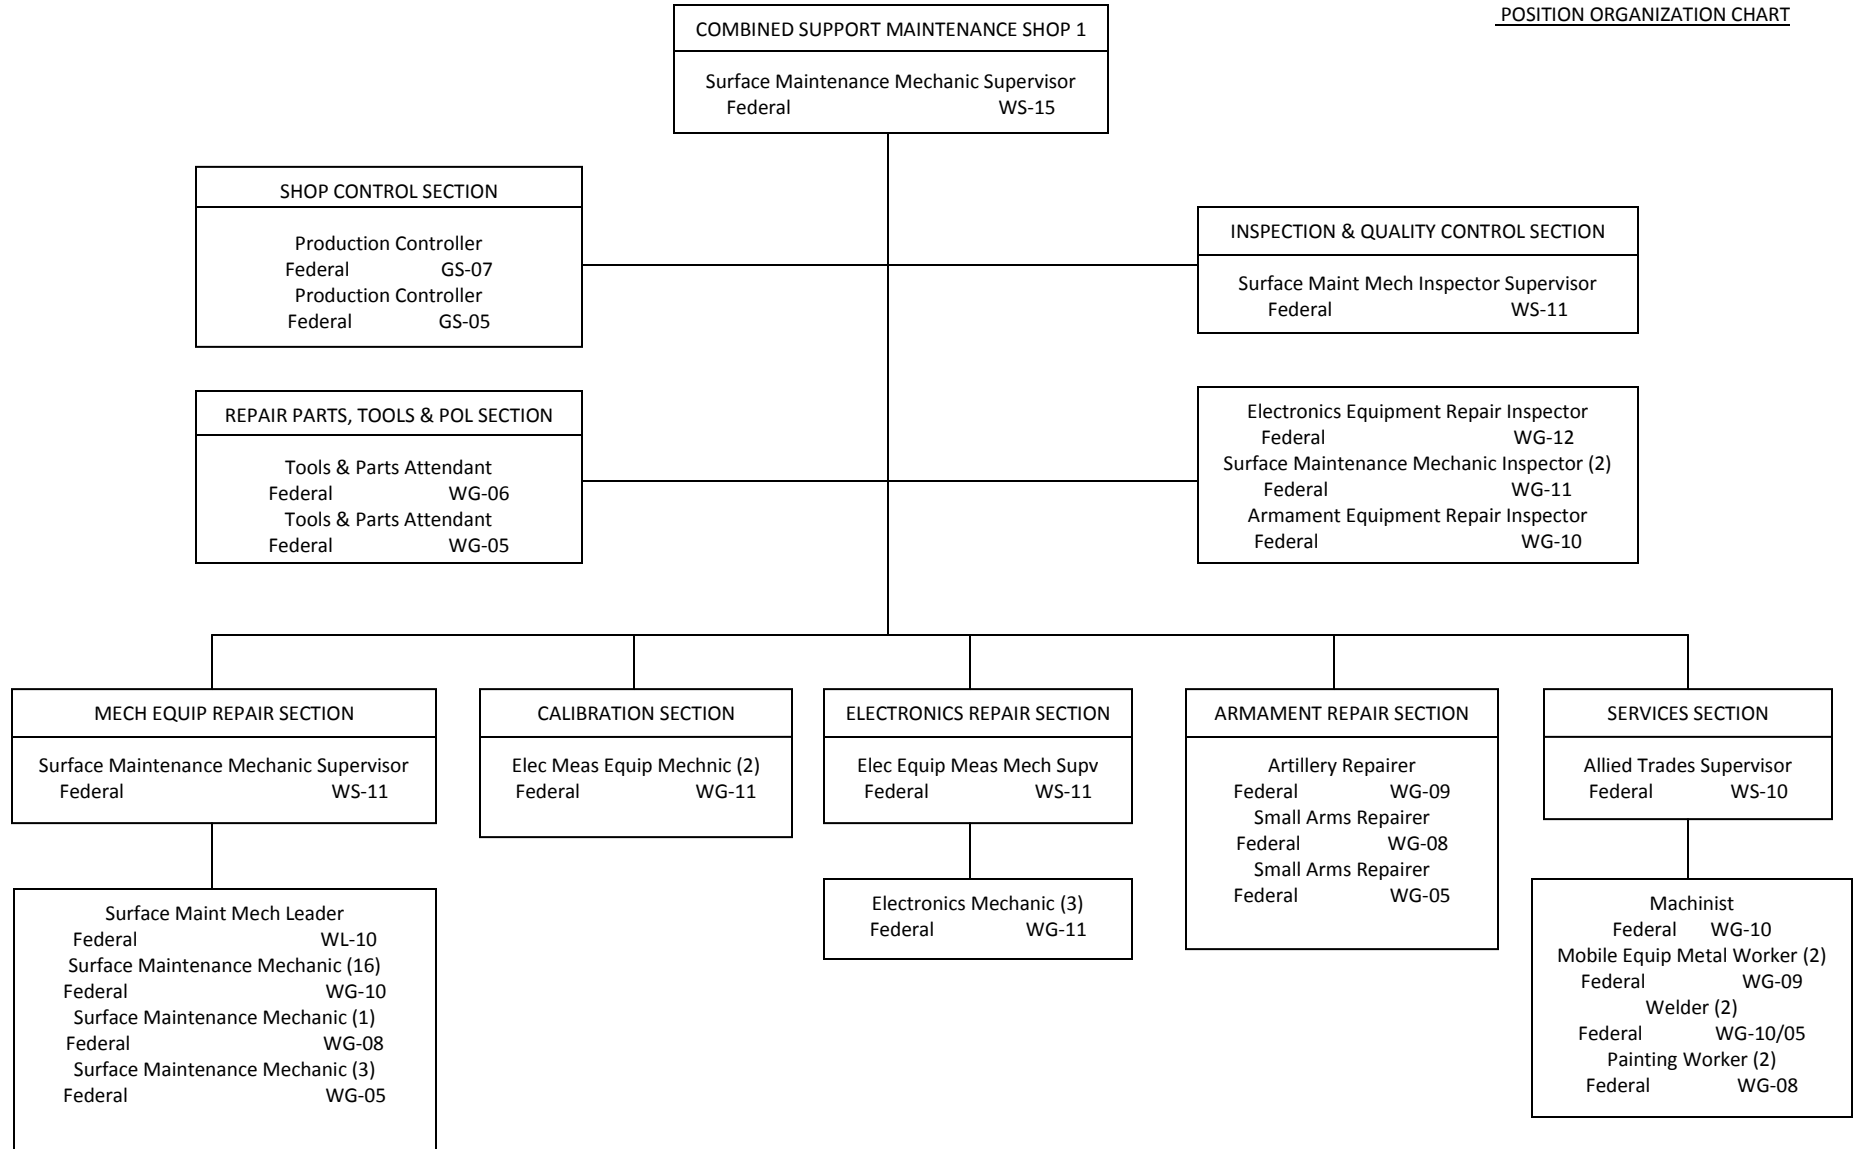 POSITION ORGANIZATION CHART
COMBINED SUPPORT MAINTENANCE SHOP 1
Surface Maintenance Mechanic Supervisor
Federal WS-15
SHOP CONTROL SECTION
Production Controller
Federal GS-07
Production Controller
Federal GS-05
INSPECTION & QUALITY CONTROL SECTION
Surface Maint Mech Inspector Supervisor
Federal WS-11
REPAIR PARTS, TOOLS & POL SECTION
Tools & Parts Attendant
Federal WG-06
Tools & Parts Attendant
Federal WG-05
Electronics Equipment Repair Inspector
Federal WG-12
Surface Maintenance Mechanic Inspector (2)
Federal WG-11
Armament Equipment Repair Inspector
Federal WG-10
MECH EQUIP REPAIR SECTION
Surface Maintenance Mechanic Supervisor
Federal WS-11
Surface Maint Mech Leader
Federal WL-10
Surface Maintenance Mechanic (16)
Federal WG-10
Surface Maintenance Mechanic (1)
Federal WG-08
Surface Maintenance Mechanic (3)
Federal WG-05
CALIBRATION SECTION
Elec Meas Equip Mechnic (2)
Federal WG-11
ELECTRONICS REPAIR SECTION
Elec Equip Meas Mech Supv
Federal WS-11
Electronics Mechanic (3)
Federal WG-11
ARMAMENT REPAIR SECTION
Artillery Repairer
Federal WG-09
Small Arms Repairer
Federal WG-08
Small Arms Repairer
Federal WG-05
SERVICES SECTION
Allied Trades Supervisor
Federal WS-10
Machinist
Federal WG-10
Mobile Equip Metal Worker (2)
Federal WG-09
Welder (2)
Federal WG-10/05
Painting Worker (2)
Federal WG-08